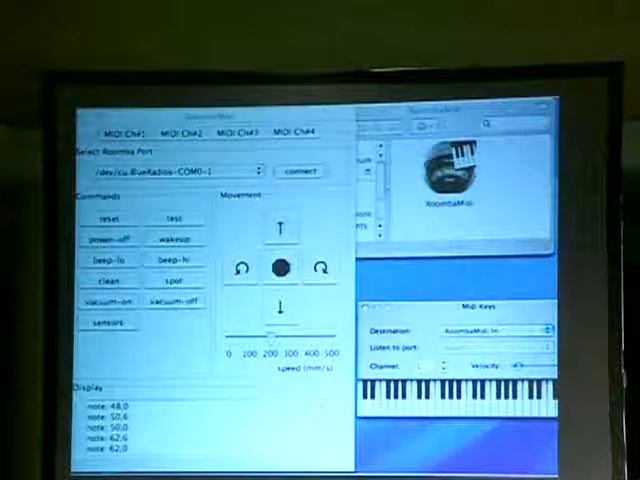 MIDI Ch#1 MIDI Ch#2 MIDI Ch#3 MIDI Ch#4
Select Roomba Port
/dev/cu.BlueRadios-COM0-1 connect
Commands
Movement
reset test
power-off wakeup
beep-lo beep-hi
clean spot
vacuum-on vacuum-off
sensors
0 100 200 300 400 500
speed (mm/s)
Display
note: 48,0
note: 50,6
note: 50,0
note: 62,6
note: 62,0
RoombaMidi
Midi Keys
Destination: RoombaMidi In
Listen to port:
Channel: Velocity: